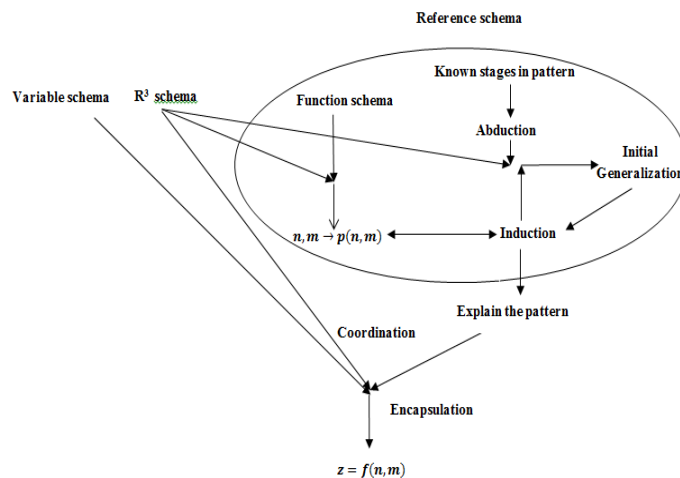 Reference schema
Known stages in pattern
Variable schema
R³ schema
Function schema
Abduction
Initial
Generalization
n,m → p(n,m)
Induction
Explain the pattern
Coordination
Encapsulation
z = f(n,m)